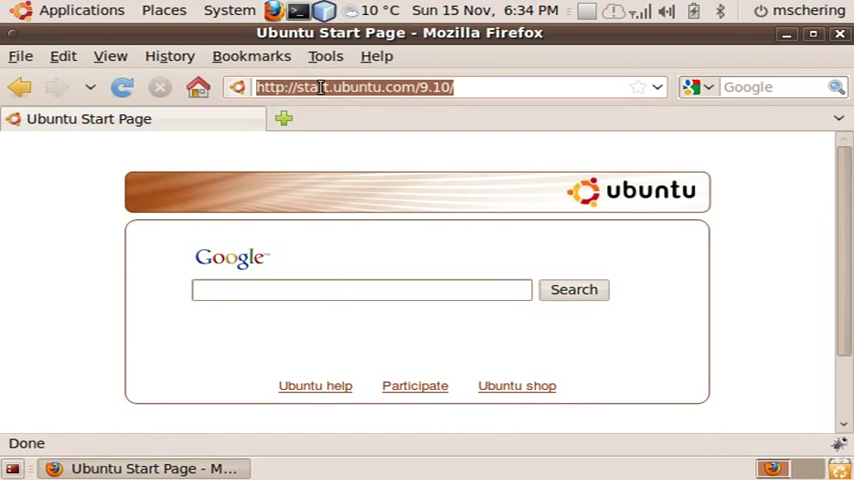 Applications Places System 10 °C Sun 15 Nov, 6:34 PM mschering
Ubuntu Start Page - Mozilla Firefox
File Edit View History Bookmarks Tools Help
http://start.ubuntu.com/9.10/ Google
Ubuntu Start Page
ubuntu
Google™
Search
Ubuntu help Participate Ubuntu shop
Done
Ubuntu Start Page - M...